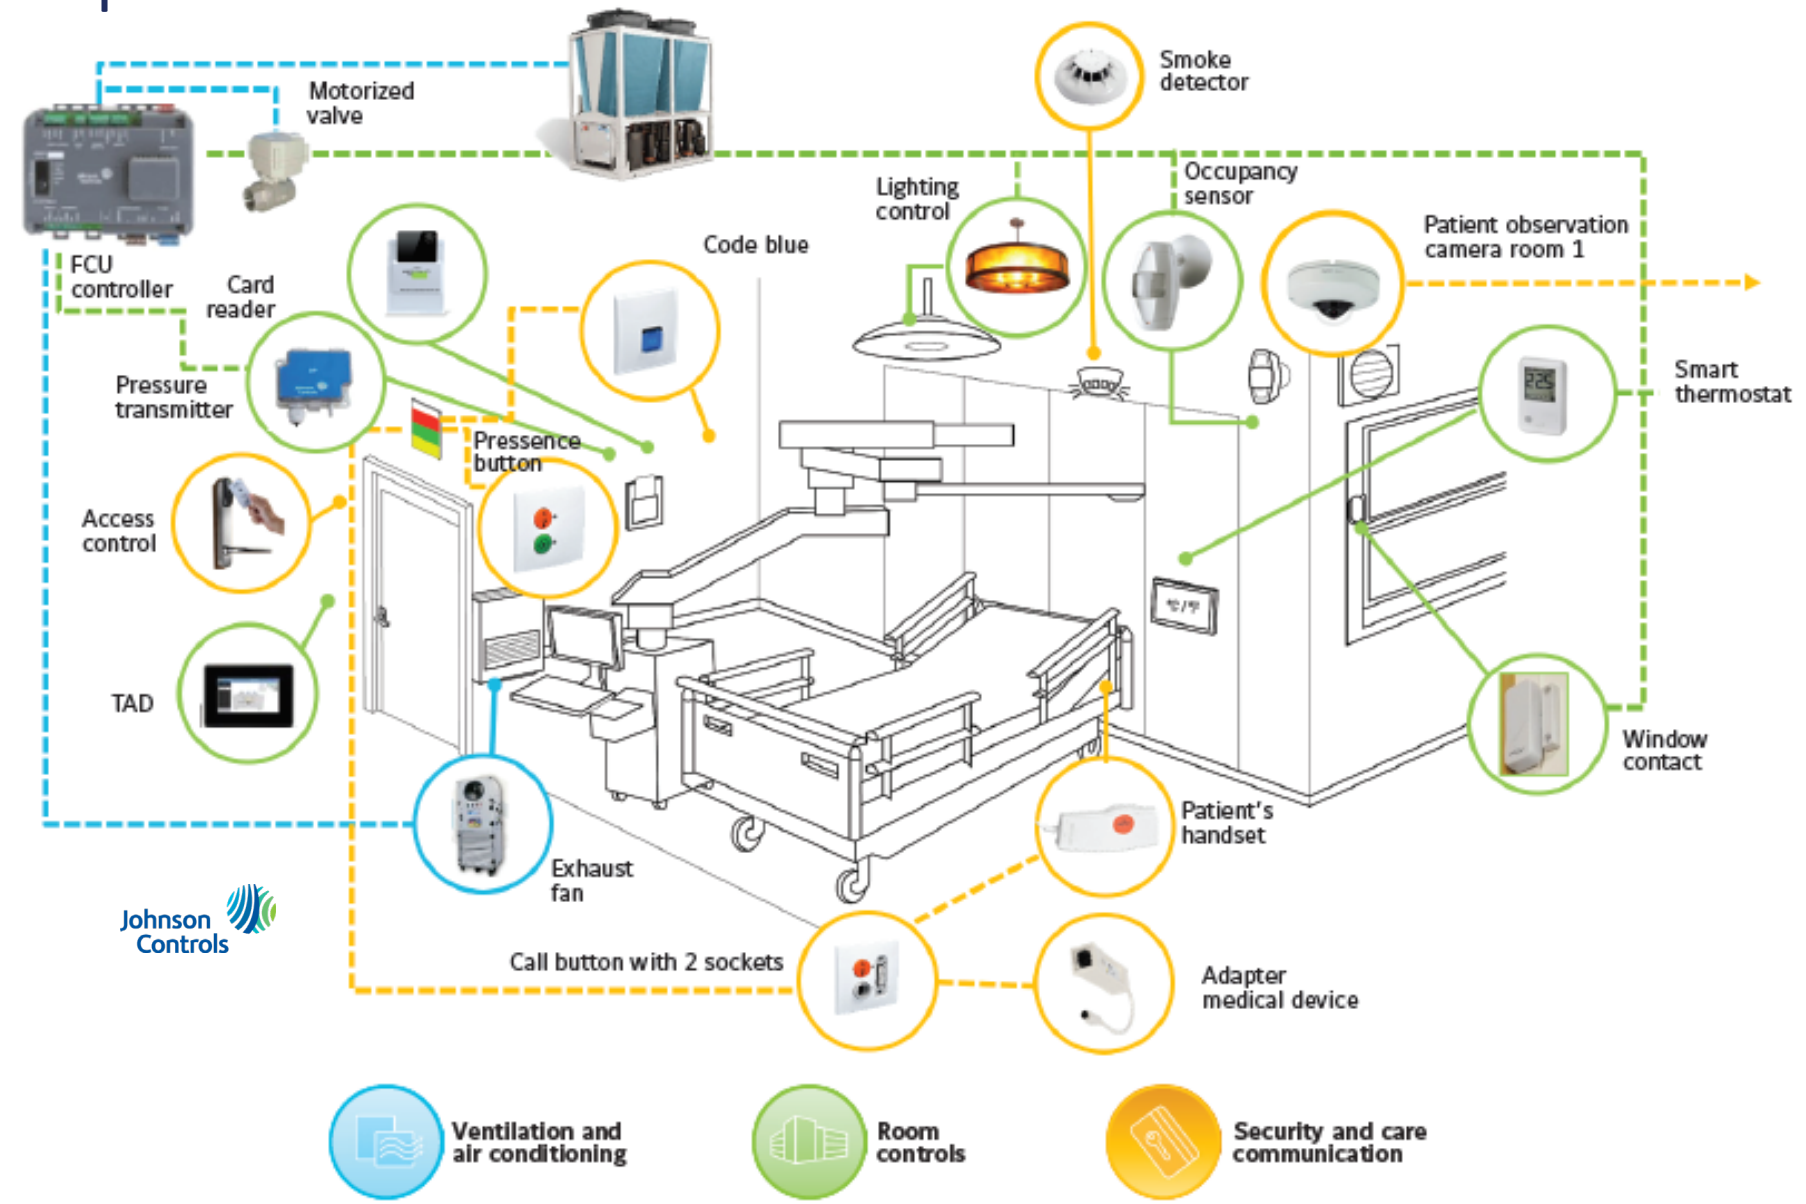 Motorized
valve
Smoke
detector
Lighting
control
Occupancy
sensor
Patient observation
camera room 1
Code blue
FCU
controller
Card
reader
Pressure
transmitter
Pressence
button
Smart
thermostat
22.5
Access
control
°C/°F
TAD
Window
contact
Patient's
handset
Exhaust
fan
Johnson
Controls
Call button with 2 sockets
Adapter
medical device
Ventilation and
air conditioning
Room
controls
Security and care
communication